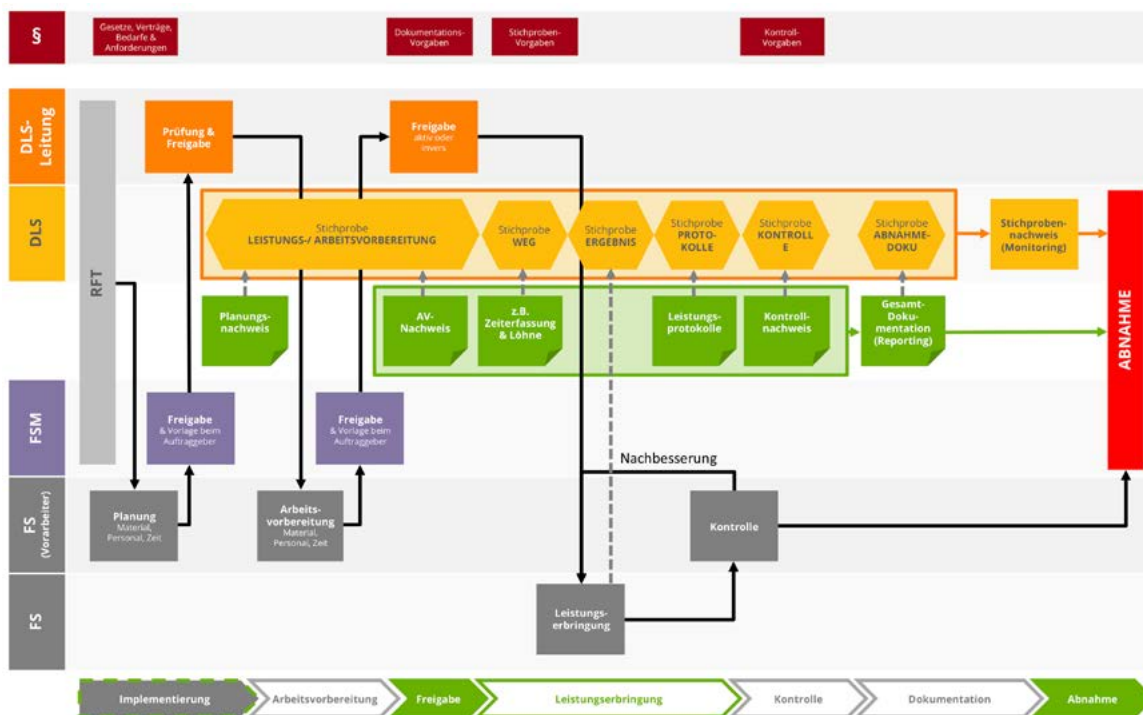 §
Gesetze, Verträge,
Bedarfe &
Anforderungen
Dokumentations-
Vorgaben
Stichproben-
Vorgaben
Kontroll-
Vorgaben
DLS-
Leitung
Prüfung &
Freigabe
Freigabe
aktiv oder
invers
DLS
RFT
Stichprobe
LEISTUNGS-/ ARBEITSVORBEREITUNG
Stichprobe
WEG
Stichprobe
ERGEBNIS
Stichprobe
PROTO-
KOLLE
Stichprobe
KONTROLL
E
Stichprobe
ABNAHME-
DOKU
Stichproben-
nachweis
(Monitoring)
Planungs-
nachweis
AV-
Nachweis
z.B.
Zeiterfassung
& Löhne
Leistungs-
protokolle
Kontroll-
nachweis
Gesamt-
Doku-
mentation
(Reporting)
ABNAHME
FSM
Freigabe
& Vorlage beim
Auftraggeber
Freigabe
& Vorlage beim
Auftraggeber
Nachbesserung
FS
(Vorarbeiter)
Planung
Material,
Personal, Zeit
Arbeits-
vorbereitung
Material,
Personal, Zeit
Kontrolle
FS
Leistungs-
erbringung
Implementierung
Arbeitsvorbereitung
Freigabe
Leistungserbringung
Kontrolle
Dokumentation
Abnahme